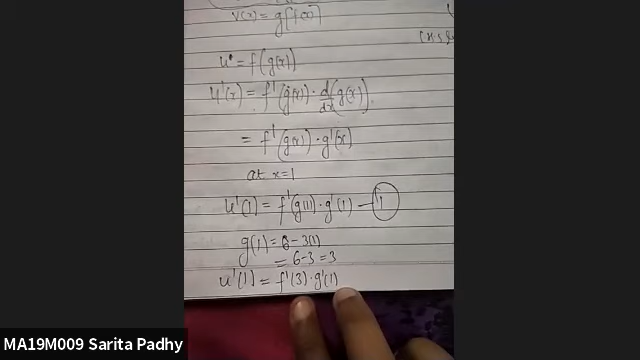 v(x) = g[f(x)]
u = f(g(x))
u'(x) = f'(g(x)) · d/dx (g(x))
= f'(g(x)) · g'(x)
at x=1
u'(1) = f'(g(1)) · g'(1) — 1
g(1) = 6 - 3(1)
= 6-3 = 3
u'(1) = f'(3) · g'(1)
MA19M009 Sarita Padhy